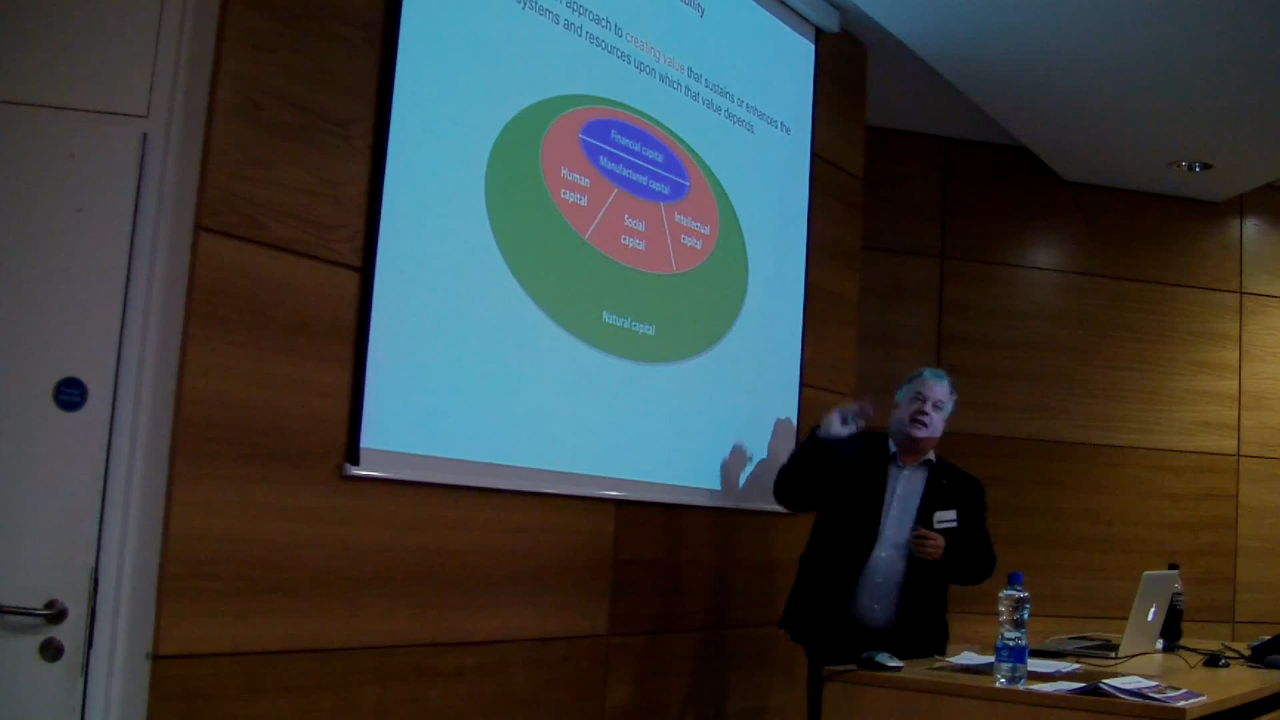 approach to creating value that sustains or enhances the
systems and resources upon which that value depends.
Financial capital
Manufactured capital
Human
capital
Social
capital
Intellectual
capital
Natural capital